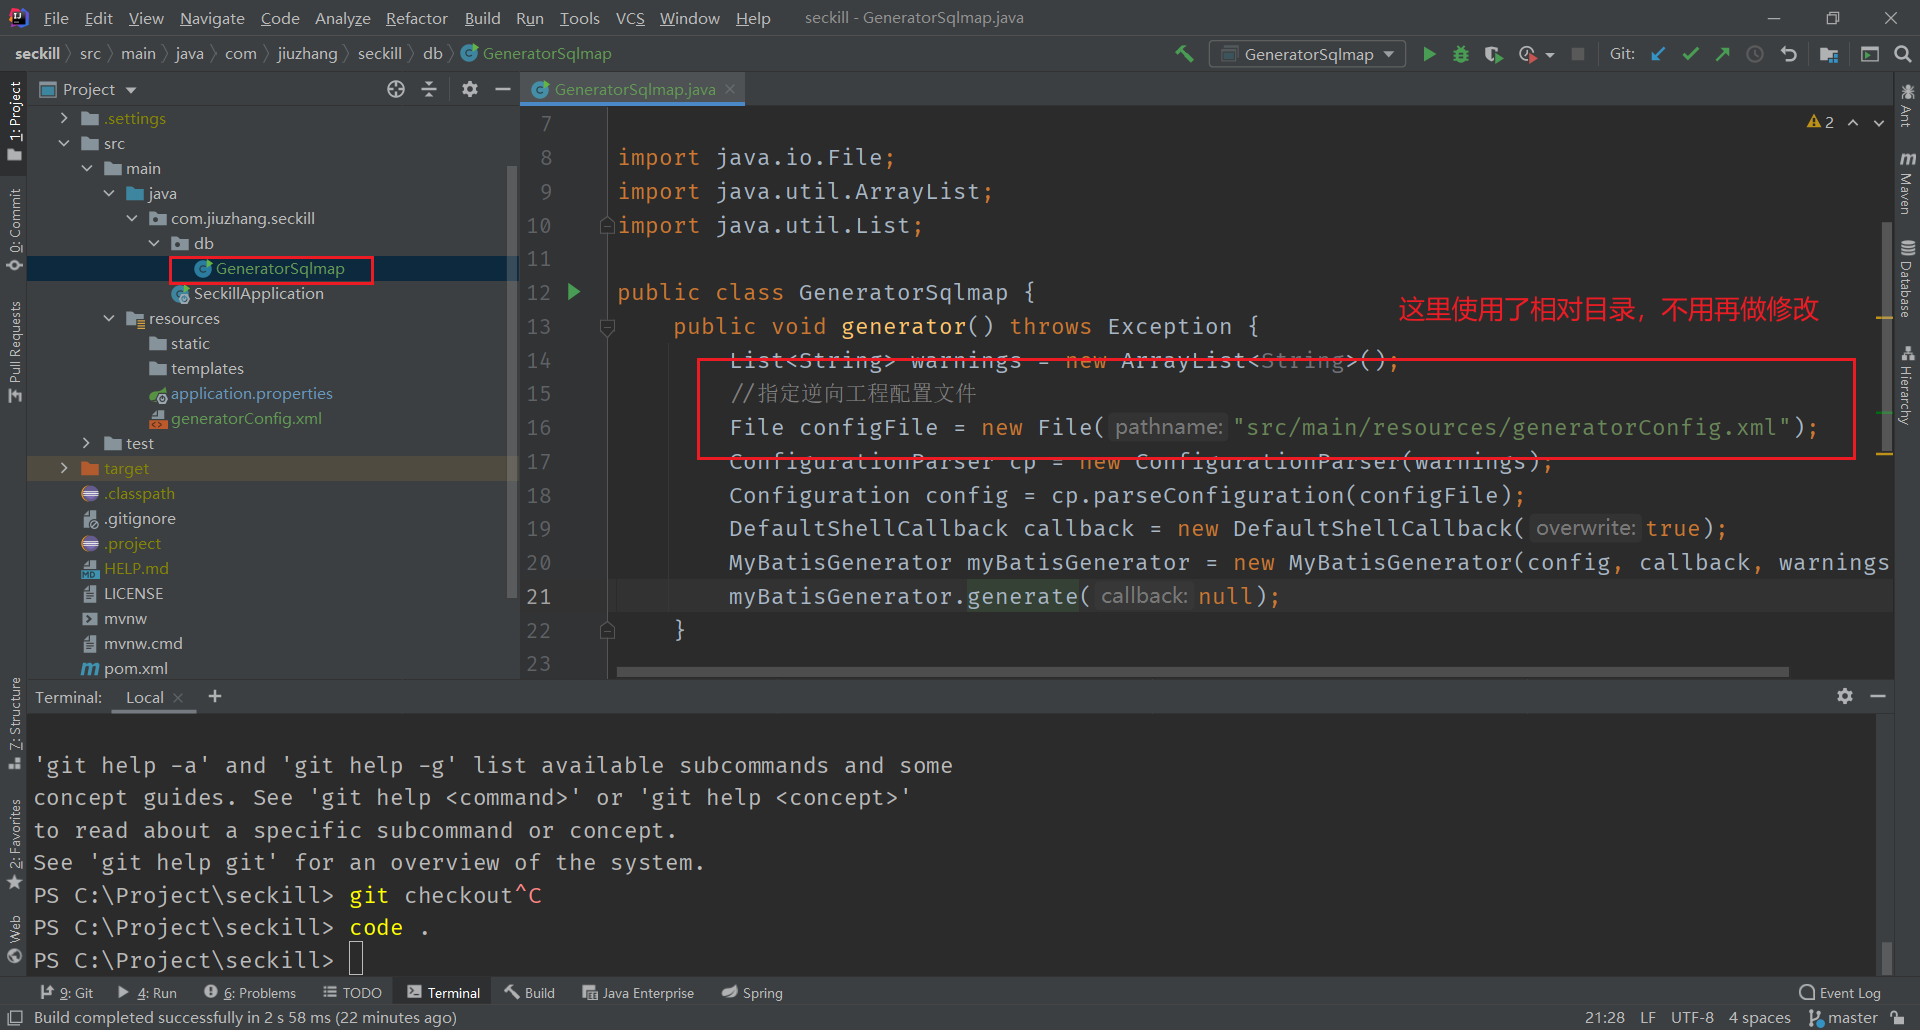 File Edit View Navigate Code Analyze Refactor Build Run Tools VCS Window Help seckill - GeneratorSqlmap.java
seckill src main java com jiuzhang seckill db GeneratorSqlmap
GeneratorSqlmap
Git:
1: Project
0: Commit
Pull Requests
7: Structure
2: Favorites
Web
Project
.settings
src
main
java
com.jiuzhang.seckill
db
GeneratorSqlmap
SeckillApplication
resources
static
templates
application.properties
generatorConfig.xml
test
target
.classpath
.gitignore
.project
HELP.md
LICENSE
mvnw
mvnw.cmd
pom.xml
GeneratorSqlmap.java
2
7
8 import java.io.File;
9 import java.util.ArrayList;
10 import java.util.List;
11
12 public class GeneratorSqlmap {
这里使用了相对目录，不用再做修改
13 public void generator() throws Exception {
14 List<String> warnings = new ArrayList<String>();
15 //指定逆向工程配置文件
16 File configFile = new File( pathname: "src/main/resources/generatorConfig.xml");
17 ConfigurationParser cp = new ConfigurationParser(warnings);
18 Configuration config = cp.parseConfiguration(configFile);
19 DefaultShellCallback callback = new DefaultShellCallback( overwrite: true);
20 MyBatisGenerator myBatisGenerator = new MyBatisGenerator(config, callback, warnings
21 myBatisGenerator.generate( callback: null);
22 }
23
Ant
Maven
Database
Hierarchy
Terminal: Local
'git help -a' and 'git help -g' list available subcommands and some
concept guides. See 'git help <command>' or 'git help <concept>'
to read about a specific subcommand or concept.
See 'git help git' for an overview of the system.
PS C:\Project\seckill> git checkout^C
PS C:\Project\seckill> code .
PS C:\Project\seckill>
9: Git 4: Run 6: Problems TODO Terminal Build Java Enterprise Spring Event Log
Build completed successfully in 2 s 58 ms (22 minutes ago) 21:28 LF UTF-8 4 spaces master